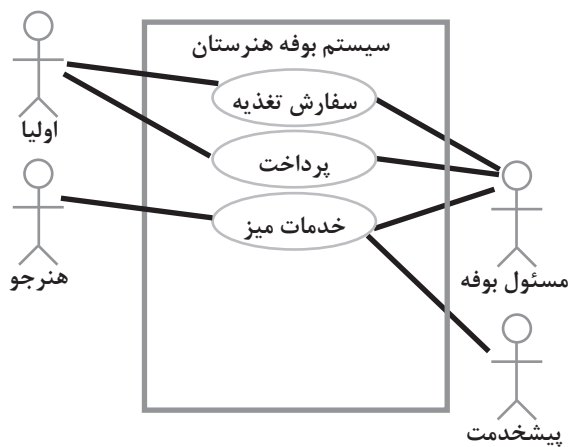 سیستم بوفه هنرستان
سفارش تغذیه
اولیا
پرداخت
خدمات میز
هنرجو
مسئول بوفه
پیشخدمت